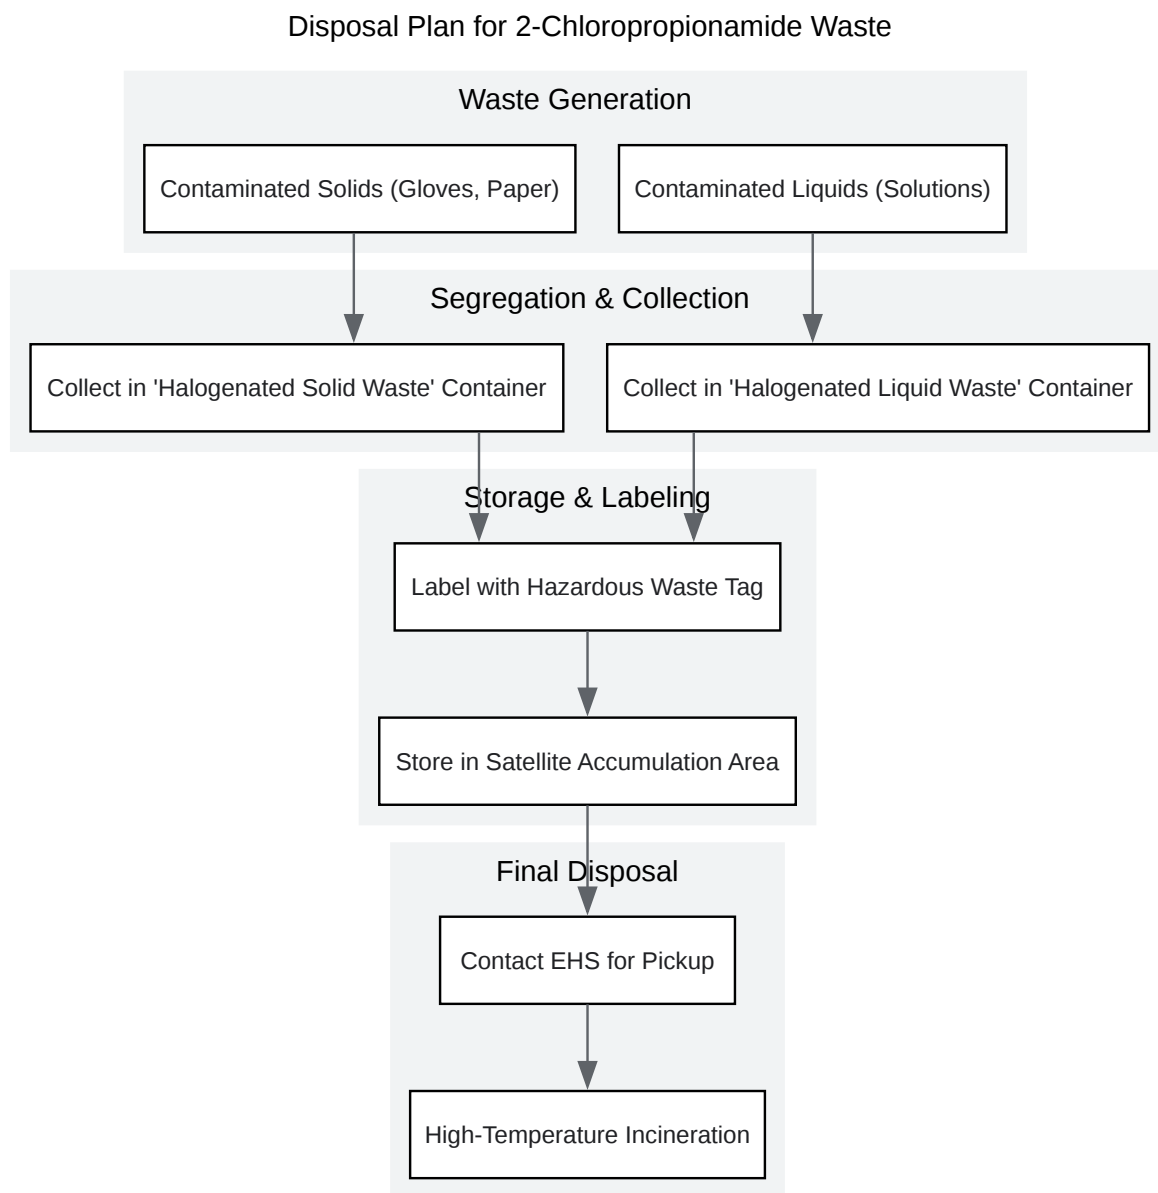 Disposal Plan for 2-Chloropropionamide Waste
Waste Generation
Contaminated Solids (Gloves, Paper)
Contaminated Liquids (Solutions)
Segregation & Collection
Collect in 'Halogenated Solid Waste' Container
Collect in 'Halogenated Liquid Waste' Container
Storage & Labeling
Label with Hazardous Waste Tag
Store in Satellite Accumulation Area
Final Disposal
Contact EHS for Pickup
High-Temperature Incineration